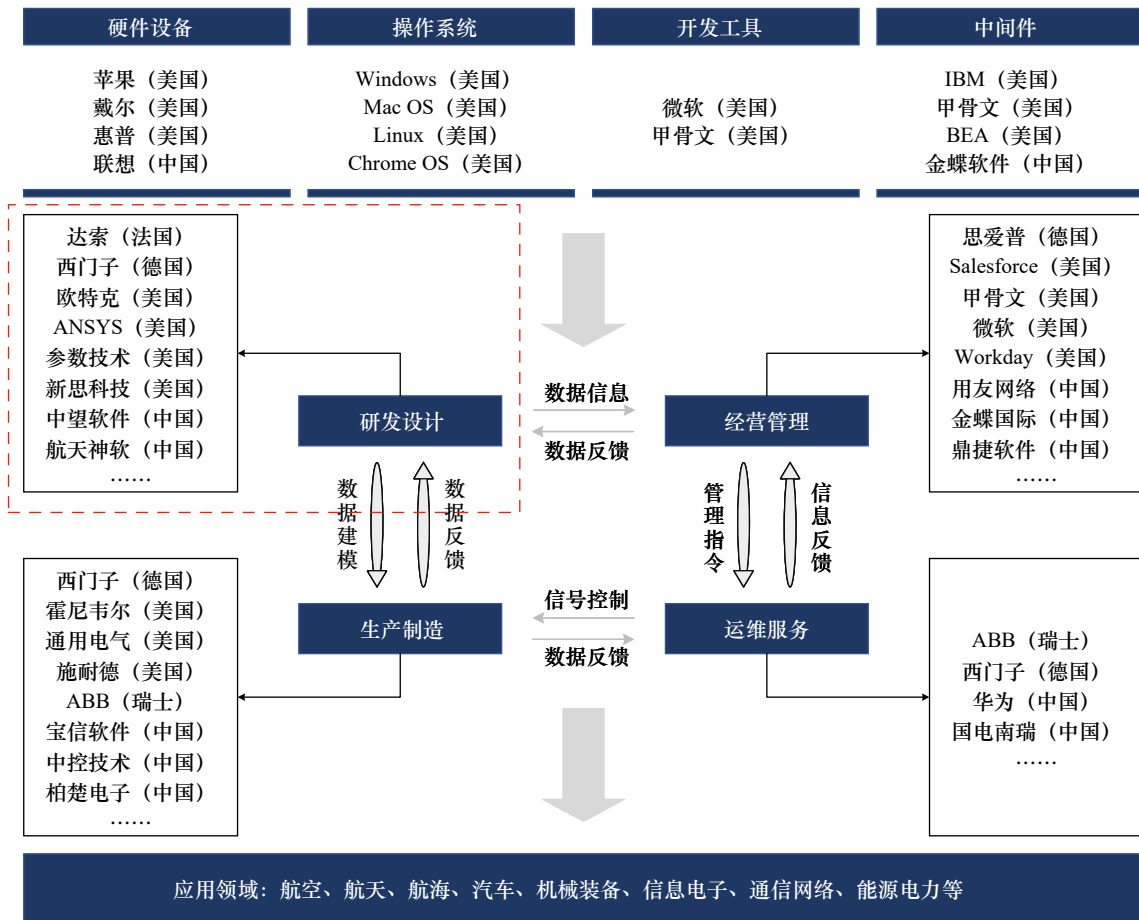 硬件设备
操作系统
开发工具
中间件
苹果（美国）
戴尔（美国）
惠普（美国）
联想（中国）
Windows（美国）
Mac OS（美国）
Linux（美国）
Chrome OS（美国）
微软（美国）
甲骨文（美国）
IBM（美国）
甲骨文（美国）
BEA（美国）
金蝶软件（中国）
达索（法国）
西门子（德国）
欧特克（美国）
ANSYS（美国）
参数技术（美国）
新思科技（美国）
中望软件（中国）
航天神软（中国）
……
研发设计
数据信息
数据反馈
经营管理
思爱普（德国）
Salesforce（美国）
甲骨文（美国）
微软（美国）
Workday（美国）
用友网络（中国）
金蝶国际（中国）
鼎捷软件（中国）
……
数据建模
数据反馈
管理指令
信息反馈
西门子（德国）
霍尼韦尔（美国）
通用电气（美国）
施耐德（美国）
ABB（瑞士）
宝信软件（中国）
中控技术（中国）
柏楚电子（中国）
……
生产制造
信号控制
数据反馈
运维服务
ABB（瑞士）
西门子（德国）
华为（中国）
国电南瑞（中国）
……
应用领域：航空、航天、航海、汽车、机械装备、信息电子、通信网络、能源电力等